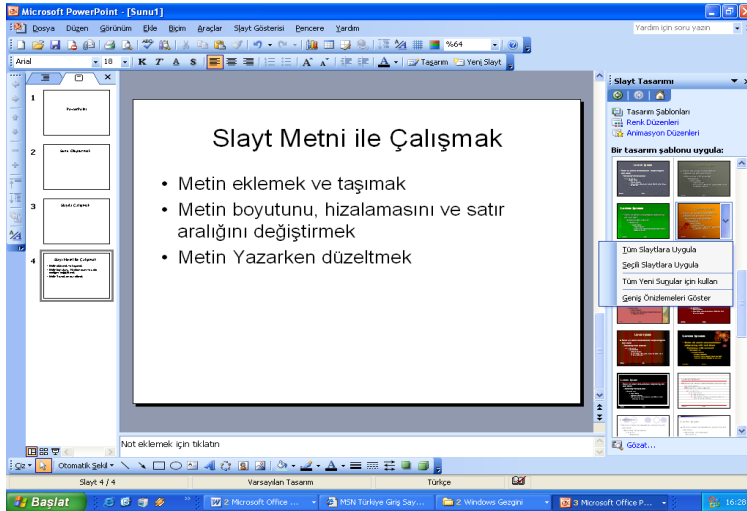 Microsoft PowerPoint - [Sunu1]
Dosya Düzen Görünüm Ekle Biçim Araçlar Slayt Gösterisi Pencere Yardım
Yardım için soru yazın
%64
Arial 18 K T A S Tasarım Yeni Slayt
Slayt Tasarımı
Tasarım Şablonları
Renk Düzenleri
Animasyon Düzenleri
Bir tasarım şablonu uygula:
1
PowerPoint
2
3
4
Slayt Metni ile Çalışmak
• Metin eklemek ve taşımak
• Metin boyutunu, hizalamasını ve satır
aralığını değiştirmek
• Metin Yazarken düzeltmek
Tüm Slaytlara Uygula
Seçili Slaytlara Uygula
Tüm Yeni Sunular için kullan
Geniş Önizlemeleri Göster
Gözat...
Not eklemek için tıklatın
Çiz Otomatik Şekil
Slayt 4 / 4 Varsayılan Tasarım Türkçe
Başlat
2 Microsoft Office ...
MSN Türkiye Giriş Say...
2 Windows Gezgini
3 Microsoft Office P...
16:28